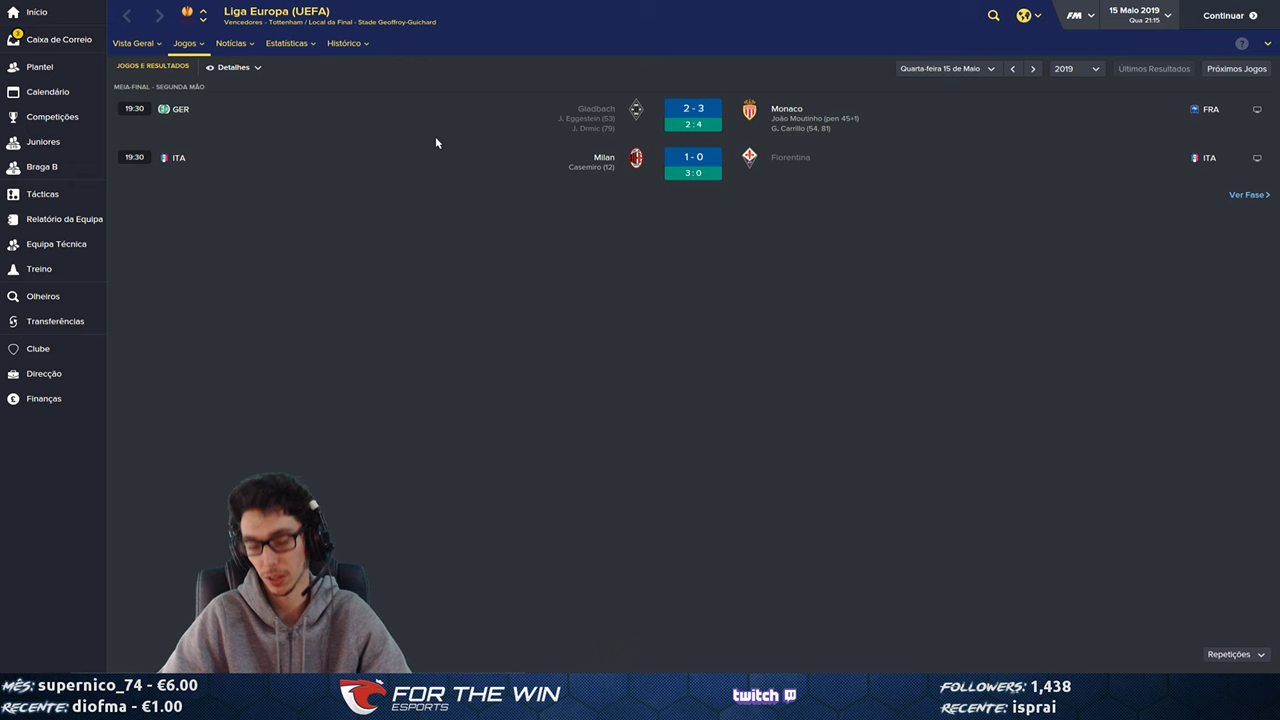 Início
Liga Europa (UEFA)
Vencedores - Tottenham / Local da Final - Stade Geoffroy-Guichard
FM
15 Maio 2019
Qua 21:15
Continuar
3
Caixa de Correio
Vista Geral
Jogos
Notícias
Estatísticas
Histórico
?
Plantel
Calendário
Competições
Juniores
Braga B
Tácticas
Relatório da Equipa
Equipa Técnica
Treino
Olheiros
Transferências
Clube
Direcção
Finanças
JOGOS E RESULTADOS
Detalhes
Quarta-feira 15 de Maio
2019
Últimos Resultados
Próximos Jogos
MEIA-FINAL - SEGUNDA MÃO
19:30 GER Gladbach 2 - 3 Monaco FRA
J. Eggestein (53) 2 : 4 João Moutinho (pen 45+1)
J. Drmic (79) G. Carrillo (54, 81)
19:30 ITA Milan 1 - 0 Fiorentina ITA
Casemiro (12) 3 : 0
Ver Fase
Repetições
MÊS: supernico_74 - €6.00
RECENTE: diofma - €1.00
FOR THE WIN
ESPORTS
twitch
FOLLOWERS: 1,438
RECENTE: isprai